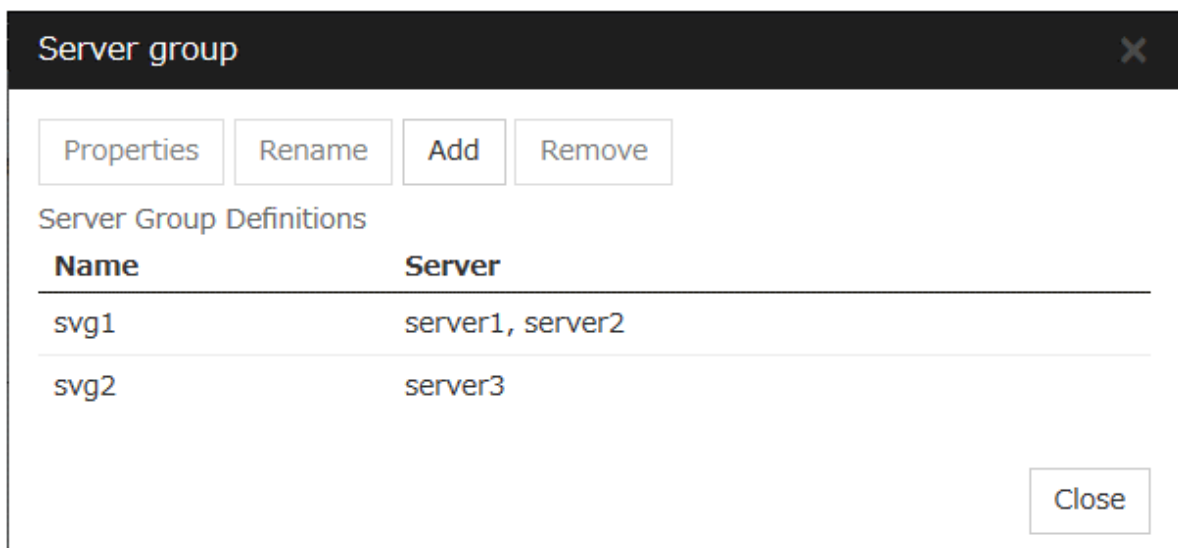 Server group
Properties Rename Add Remove
Server Group Definitions
Name Server
svg1 server1, server2
svg2 server3
Close